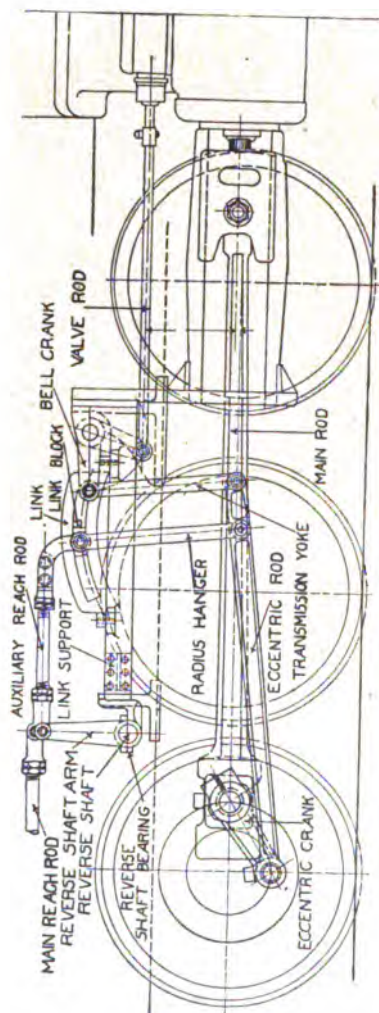 MAIN REACH ROD
REVERSE SHAFT ARM
REVERSE SHAFT
REVERSE
SHAFT BEARING
AUXILIARY REACH ROD
LINK SUPPORT
LINK
LINK BLOCK
BELL CRANK
VALVE ROD
RADIUS HANGER
ECCENTRIC ROD
TRANSMISSION YOKE
MAIN ROD
ECCENTRIC CRANK